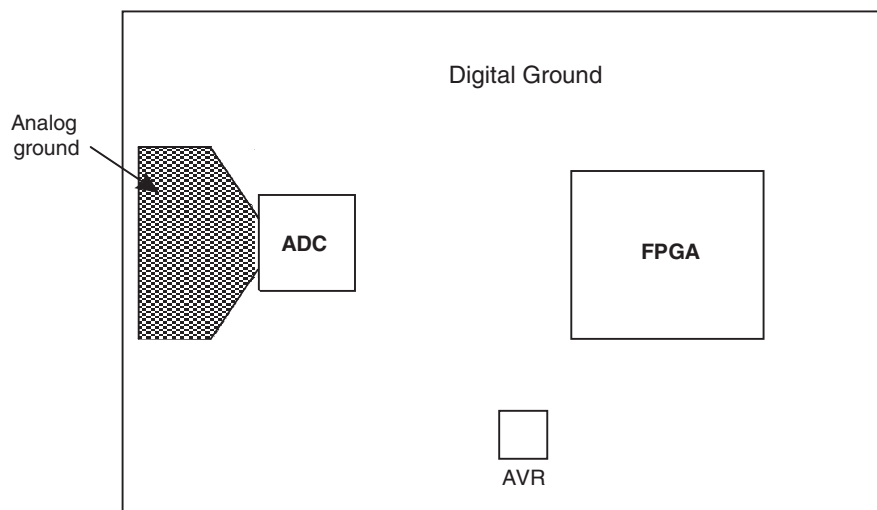 Digital Ground
Analog
ground
ADC
FPGA
AVR